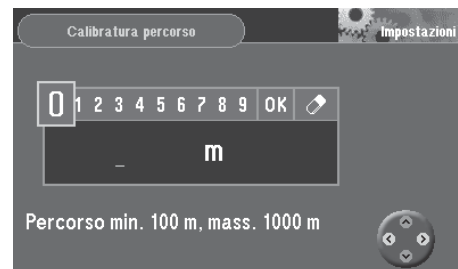 Calibratura percorso
Impostazioni
0 1 2 3 4 5 6 7 8 9 OK
_ m
Percorso min. 100 m, mass. 1000 m